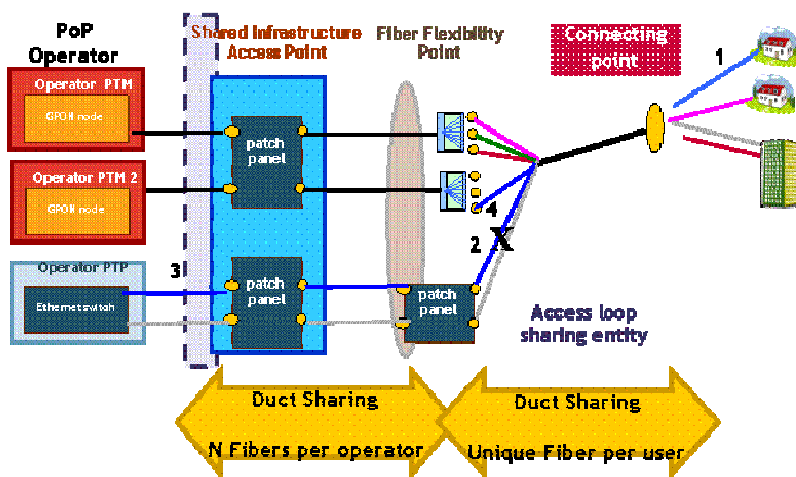 PoP
Operator
Shared Infrastructure
Access Point
Fiber Flexibility
Point
Connecting
point
1
Operator PTM
GPON node
patch
panel
Operator PTM 2
GPON node
4
2 X
Operator PTP
3
Ethernet switch
patch
panel
patch
panel
Access loop
sharing entity
Duct Sharing
N Fibers per operator
Duct Sharing
Unique Fiber per user